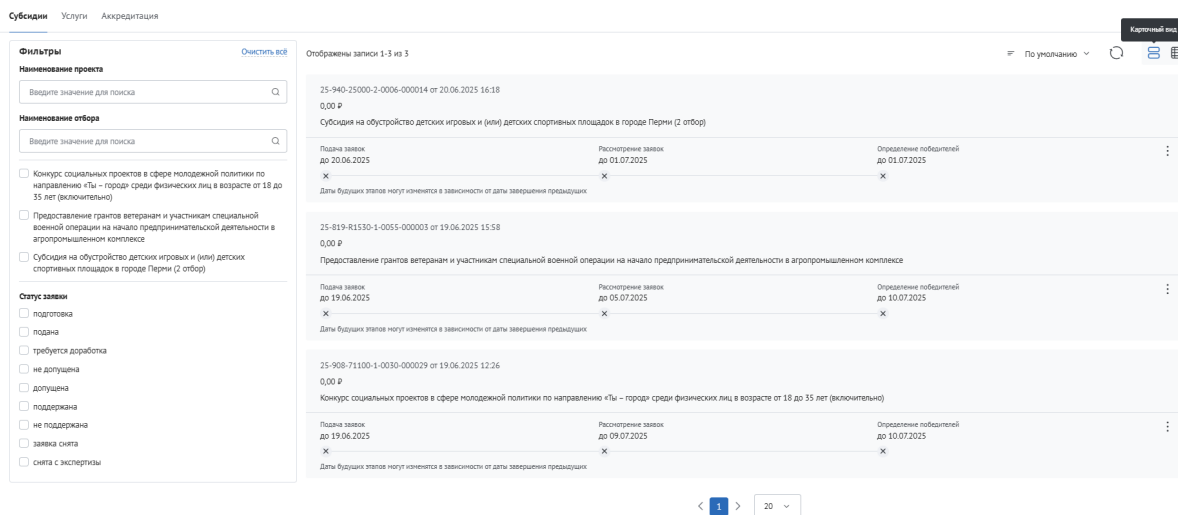 Субсидии Услуги Аккредитация
Карточный вид
Фильтры Очистить всё
Наименование проекта
Введите значение для поиска
Наименование отбора
Введите значение для поиска
Конкурс социальных проектов в сфере молодежной политики по
направлению «Ты – город» среди физических лиц в возрасте от 18 до
35 лет (включительно)
Предоставление грантов ветеранам и участникам специальной
военной операции на начало предпринимательской деятельности в
агропромышленном комплексе
Субсидия на обустройство детских игровых и (или) детских
спортивных площадок в городе Перми (2 отбор)
Статус заявки
подготовка
подана
требуется доработка
не допущена
допущена
поддержана
не поддержана
заявка снята
снята с экспертизы
Отображены записи 1-3 из 3 По умолчанию
25-940-25000-2-0006-000014 от 20.06.2025 16:18
0,00 ₽
Субсидия на обустройство детских игровых и (или) детских спортивных площадок в городе Перми (2 отбор)
Подача заявок Рассмотрение заявок Определение победителей
до 20.06.2025 до 01.07.2025 до 01.07.2025
Даты будущих этапов могут изменятся в зависимости от даты завершения предыдущих
25-819-R1530-1-0055-000003 от 19.06.2025 15:58
0,00 ₽
Предоставление грантов ветеранам и участникам специальной военной операции на начало предпринимательской деятельности в агропромышленном комплексе
Подача заявок Рассмотрение заявок Определение победителей
до 19.06.2025 до 05.07.2025 до 10.07.2025
Даты будущих этапов могут изменятся в зависимости от даты завершения предыдущих
25-908-71100-1-0030-000029 от 19.06.2025 12:26
0,00 ₽
Конкурс социальных проектов в сфере молодежной политики по направлению «Ты – город» среди физических лиц в возрасте от 18 до 35 лет (включительно)
Подача заявок Рассмотрение заявок Определение победителей
до 19.06.2025 до 09.07.2025 до 10.07.2025
Даты будущих этапов могут изменятся в зависимости от даты завершения предыдущих
1 20